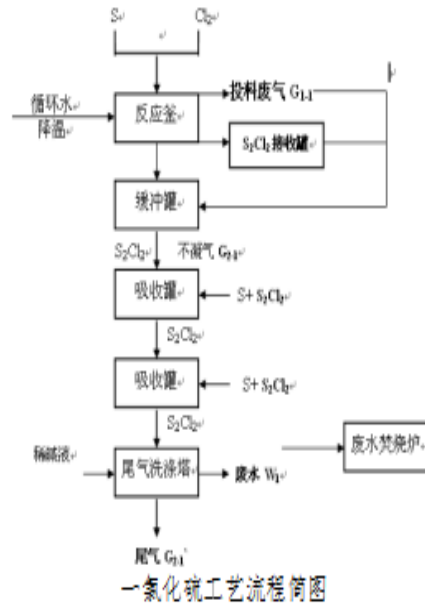 S Cl₂
循环水
降温
反应釜
投料废气 G₁₋₁
S₂Cl₂接收罐
缓冲罐
S₂Cl₂ 不凝气 G₂₋₁
吸收罐
S+ S₂Cl₂
S₂Cl₂
吸收罐
S+ S₂Cl₂
S₂Cl₂
稀碱液
尾气洗涤塔
废水 W₁
废水焚烧炉
尾气 G₂₋₁'
一氯化硫工艺流程简图